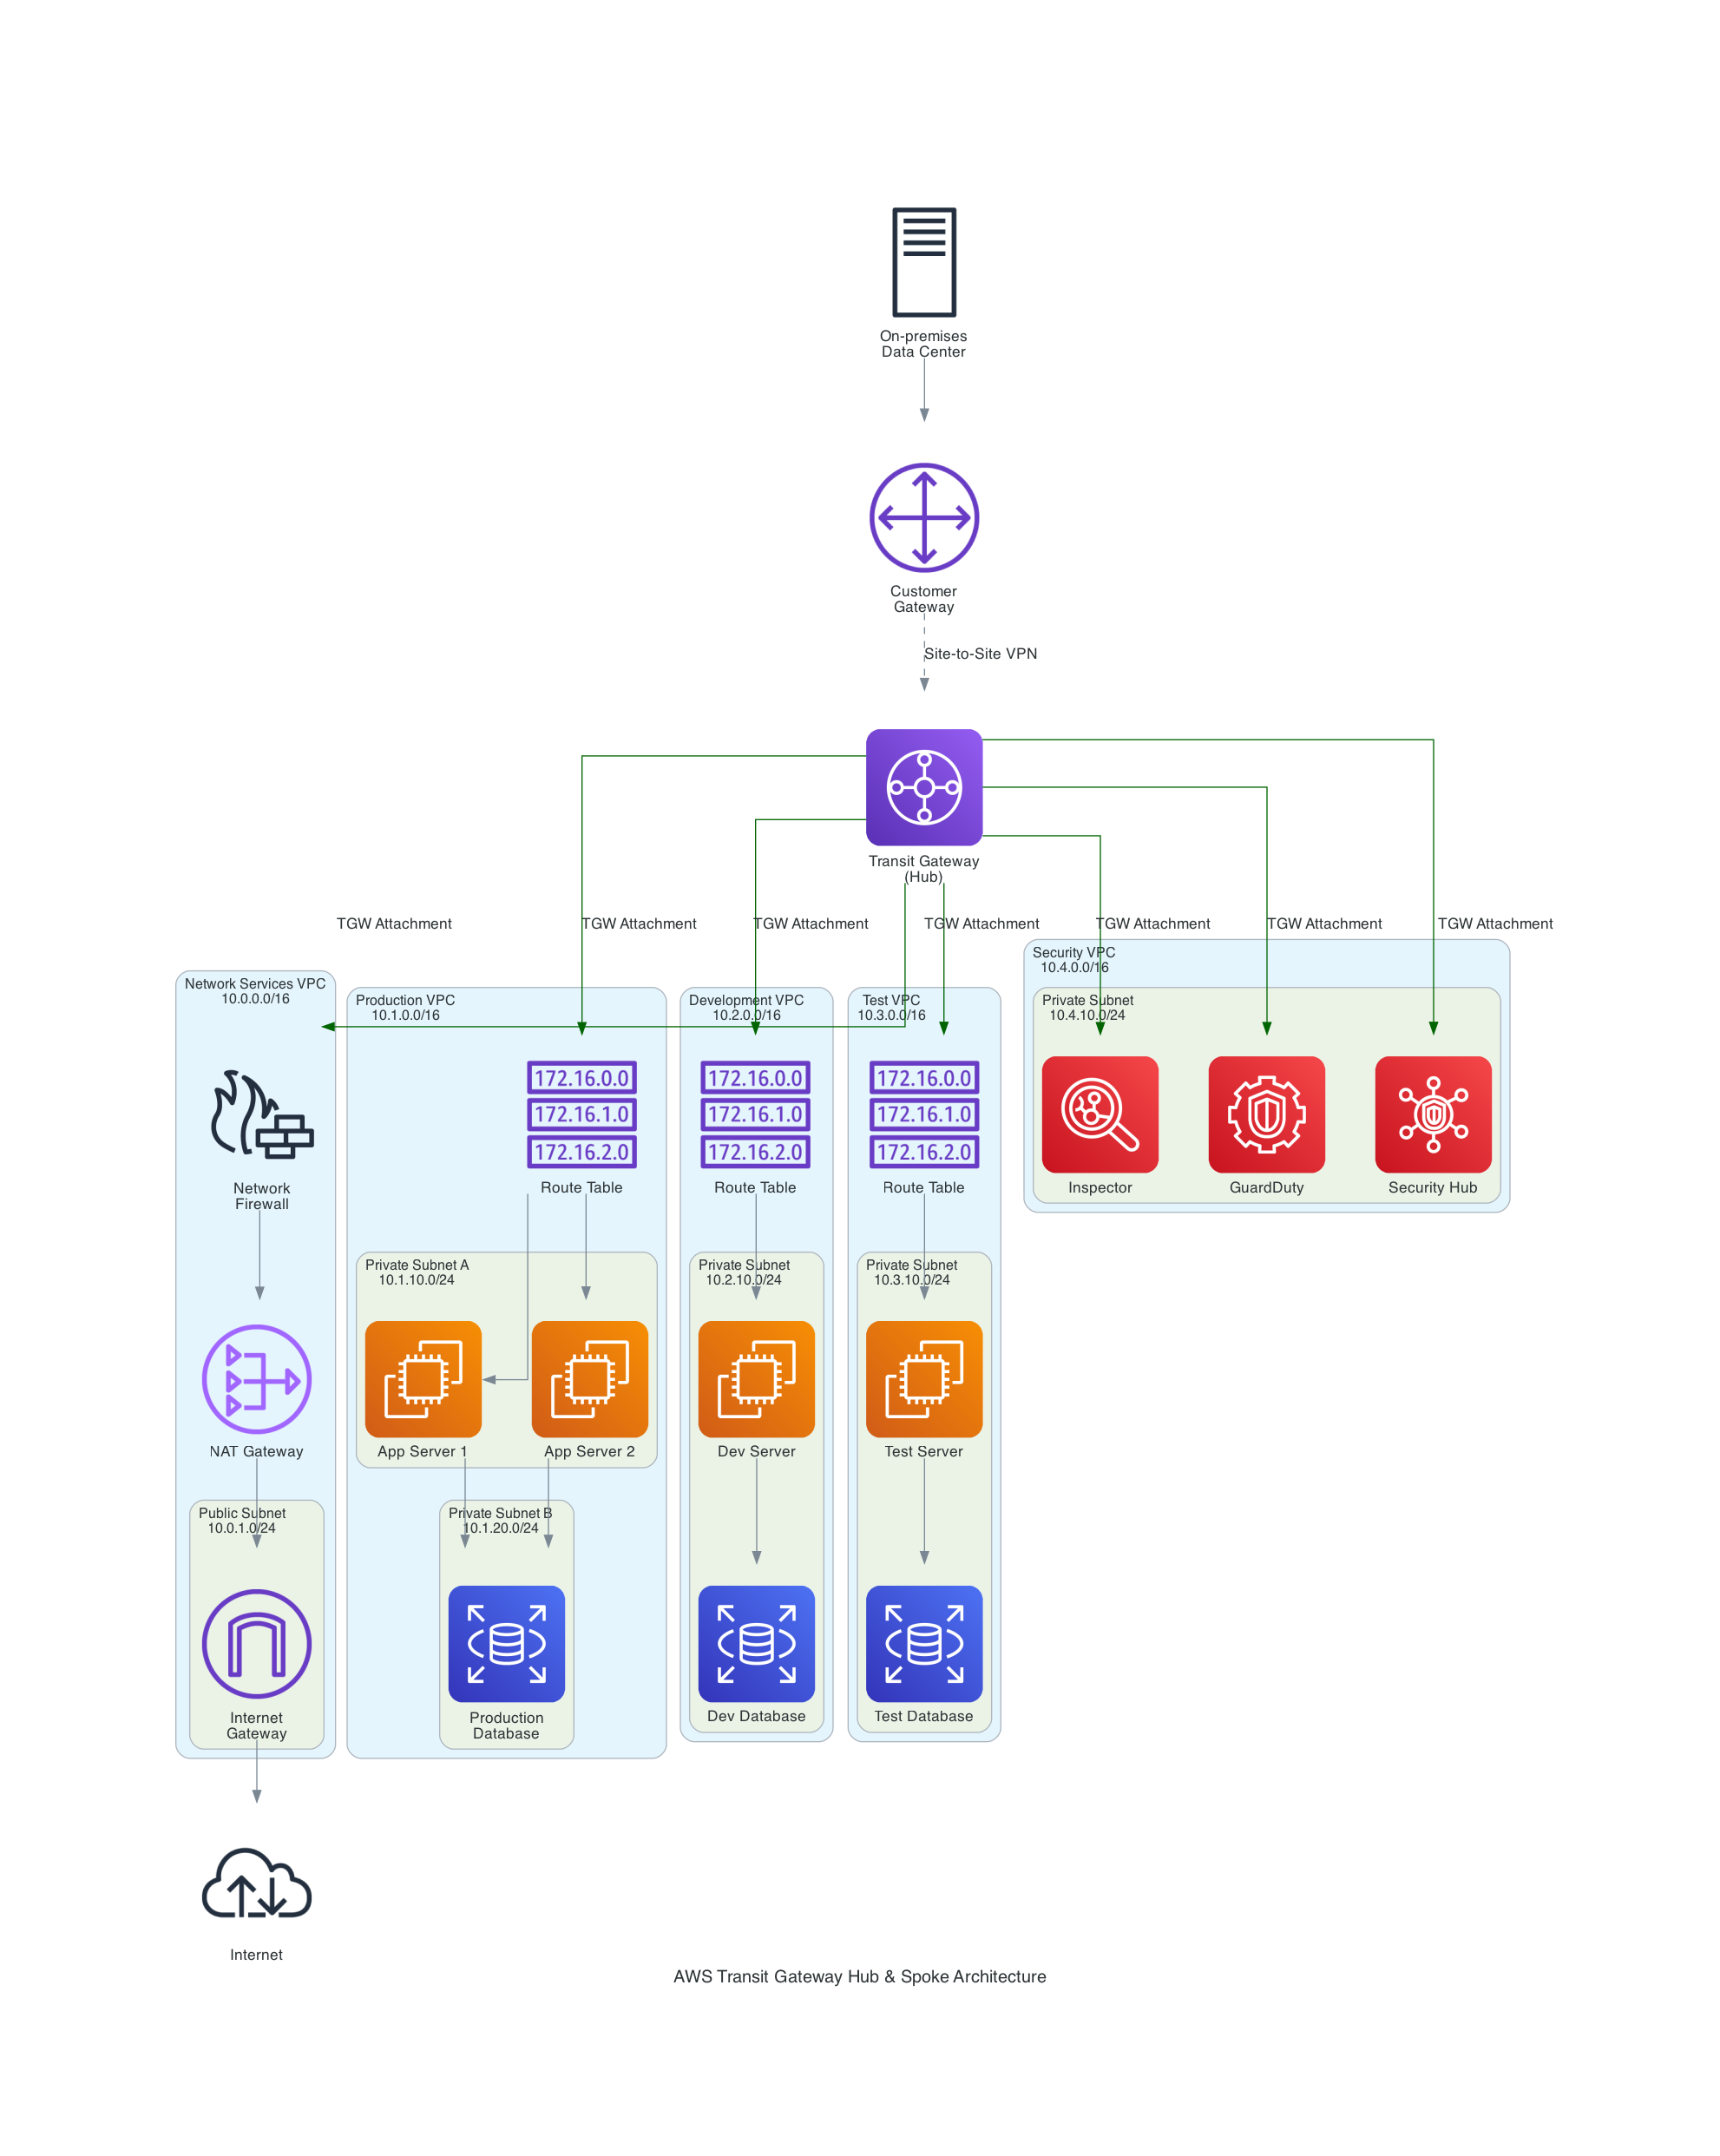 On-premises
Data Center
Customer
Gateway
Site-to-Site VPN
Transit Gateway
(Hub)
TGW Attachment
TGW Attachment
TGW Attachment
TGW Attachment
TGW Attachment
TGW Attachment
TGW Attachment
Network Services VPC
10.0.0.0/16
Network
Firewall
NAT Gateway
Public Subnet
10.0.1.0/24
Internet
Gateway
Internet
Production VPC
10.1.0.0/16
172.16.0.0
172.16.1.0
172.16.2.0
Route Table
Private Subnet A
10.1.10.0/24
App Server 1
App Server 2
Private Subnet B
10.1.20.0/24
Production
Database
Development VPC
10.2.0.0/16
172.16.0.0
172.16.1.0
172.16.2.0
Route Table
Private Subnet
10.2.10.0/24
Dev Server
Dev Database
Test VPC
10.3.0.0/16
172.16.0.0
172.16.1.0
172.16.2.0
Route Table
Private Subnet
10.3.10.0/24
Test Server
Test Database
Security VPC
10.4.0.0/16
Private Subnet
10.4.10.0/24
Inspector
GuardDuty
Security Hub
AWS Transit Gateway Hub & Spoke Architecture